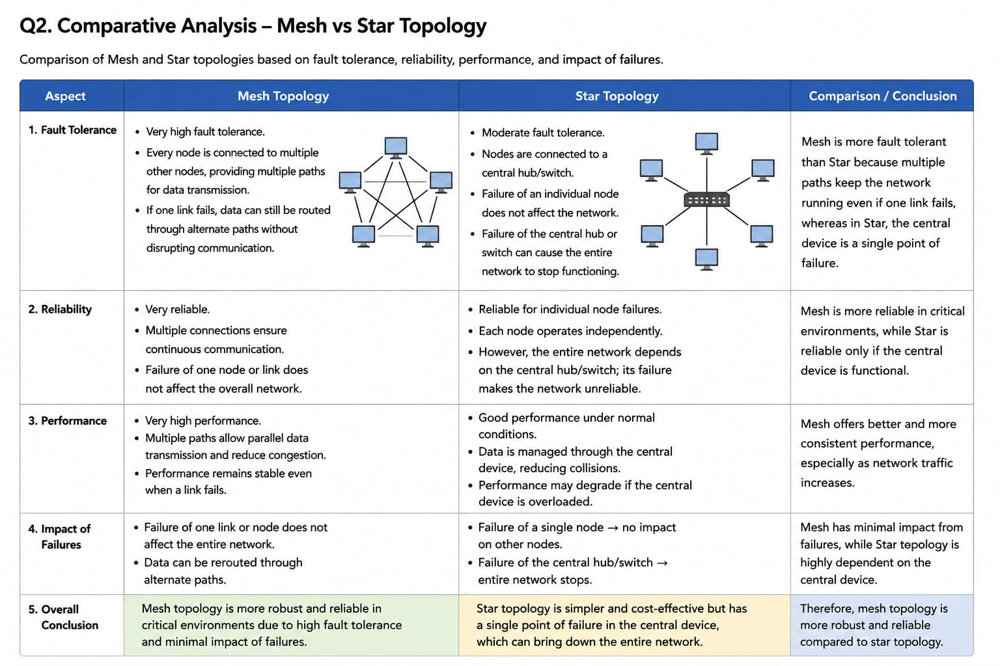 Q2. Comparative Analysis – Mesh vs Star Topology
Comparison of Mesh and Star topologies based on fault tolerance, reliability, performance, and impact of failures.
Aspect
Mesh Topology
Star Topology
Comparison / Conclusion
1. Fault Tolerance
• Very high fault tolerance.
• Every node is connected to multiple
other nodes, providing multiple paths
for data transmission.
• If one link fails, data can still be routed
through alternate paths without
disrupting communication.
• Moderate fault tolerance.
• Nodes are connected to a
central hub/switch.
• Failure of an individual node
does not affect the network.
• Failure of the central hub or
switch can cause the entire
network to stop functioning.
Mesh is more fault tolerant
than Star because multiple
paths keep the network
running even if one link fails,
whereas in Star, the central
device is a single point of
failure.
2. Reliability
• Very reliable.
• Multiple connections ensure
continuous communication.
• Failure of one node or link does
not affect the overall network.
• Reliable for individual node failures.
• Each node operates independently.
• However, the entire network depends
on the central hub/switch; its failure
makes the network unreliable.
Mesh is more reliable in critical
environments, while Star is
reliable only if the central
device is functional.
3. Performance
• Very high performance.
• Multiple paths allow parallel data
transmission and reduce congestion.
• Performance remains stable even
when a link fails.
• Good performance under normal
conditions.
• Data is managed through the central
device, reducing collisions.
• Performance may degrade if the central
device is overloaded.
Mesh offers better and more
consistent performance,
especially as network traffic
increases.
4. Impact of
Failures
• Failure of one link or node does not
affect the entire network.
• Data can be rerouted through
alternate paths.
• Failure of a single node → no impact
on other nodes.
• Failure of the central hub/switch →
entire network stops.
Mesh has minimal impact from
failures, while Star topology is
highly dependent on the
central device.
5. Overall
Conclusion
Mesh topology is more robust and reliable in
critical environments due to high fault tolerance
and minimal impact of failures.
Star topology is simpler and cost-effective but has
a single point of failure in the central device,
which can bring down the entire network.
Therefore, mesh topology is
more robust and reliable
compared to star topology.